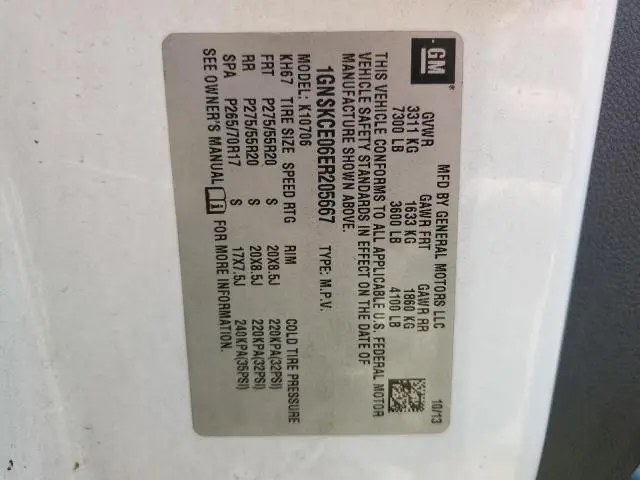 GM®
MFD BY GENERAL MOTORS LLC 10/13
GVWR GAWR FRT GAWR RR
3311 KG 1633 KG 1860 KG
7300 LB 3600 LB 4100 LB
THIS VEHICLE CONFORMS TO ALL APPLICABLE U.S. FEDERAL MOTOR
VEHICLE SAFETY STANDARDS IN EFFECT ON THE DATE OF
MANUFACTURE SHOWN ABOVE.
1GNSKCE06ER205667 TYPE: M.P.V.
MODEL: K10706
KH67 TIRE SIZE SPEED RTG RIM COLD TIRE PRESSURE
FRT P275/55R20 S 20X8.5J 220KPA(32PSI)
RR P275/55R20 S 20X8.5J 220KPA(32PSI)
SPA P265/70R17 S 17X7.5J 240KPA(35PSI)
SEE OWNER'S MANUAL i FOR MORE INFORMATION.